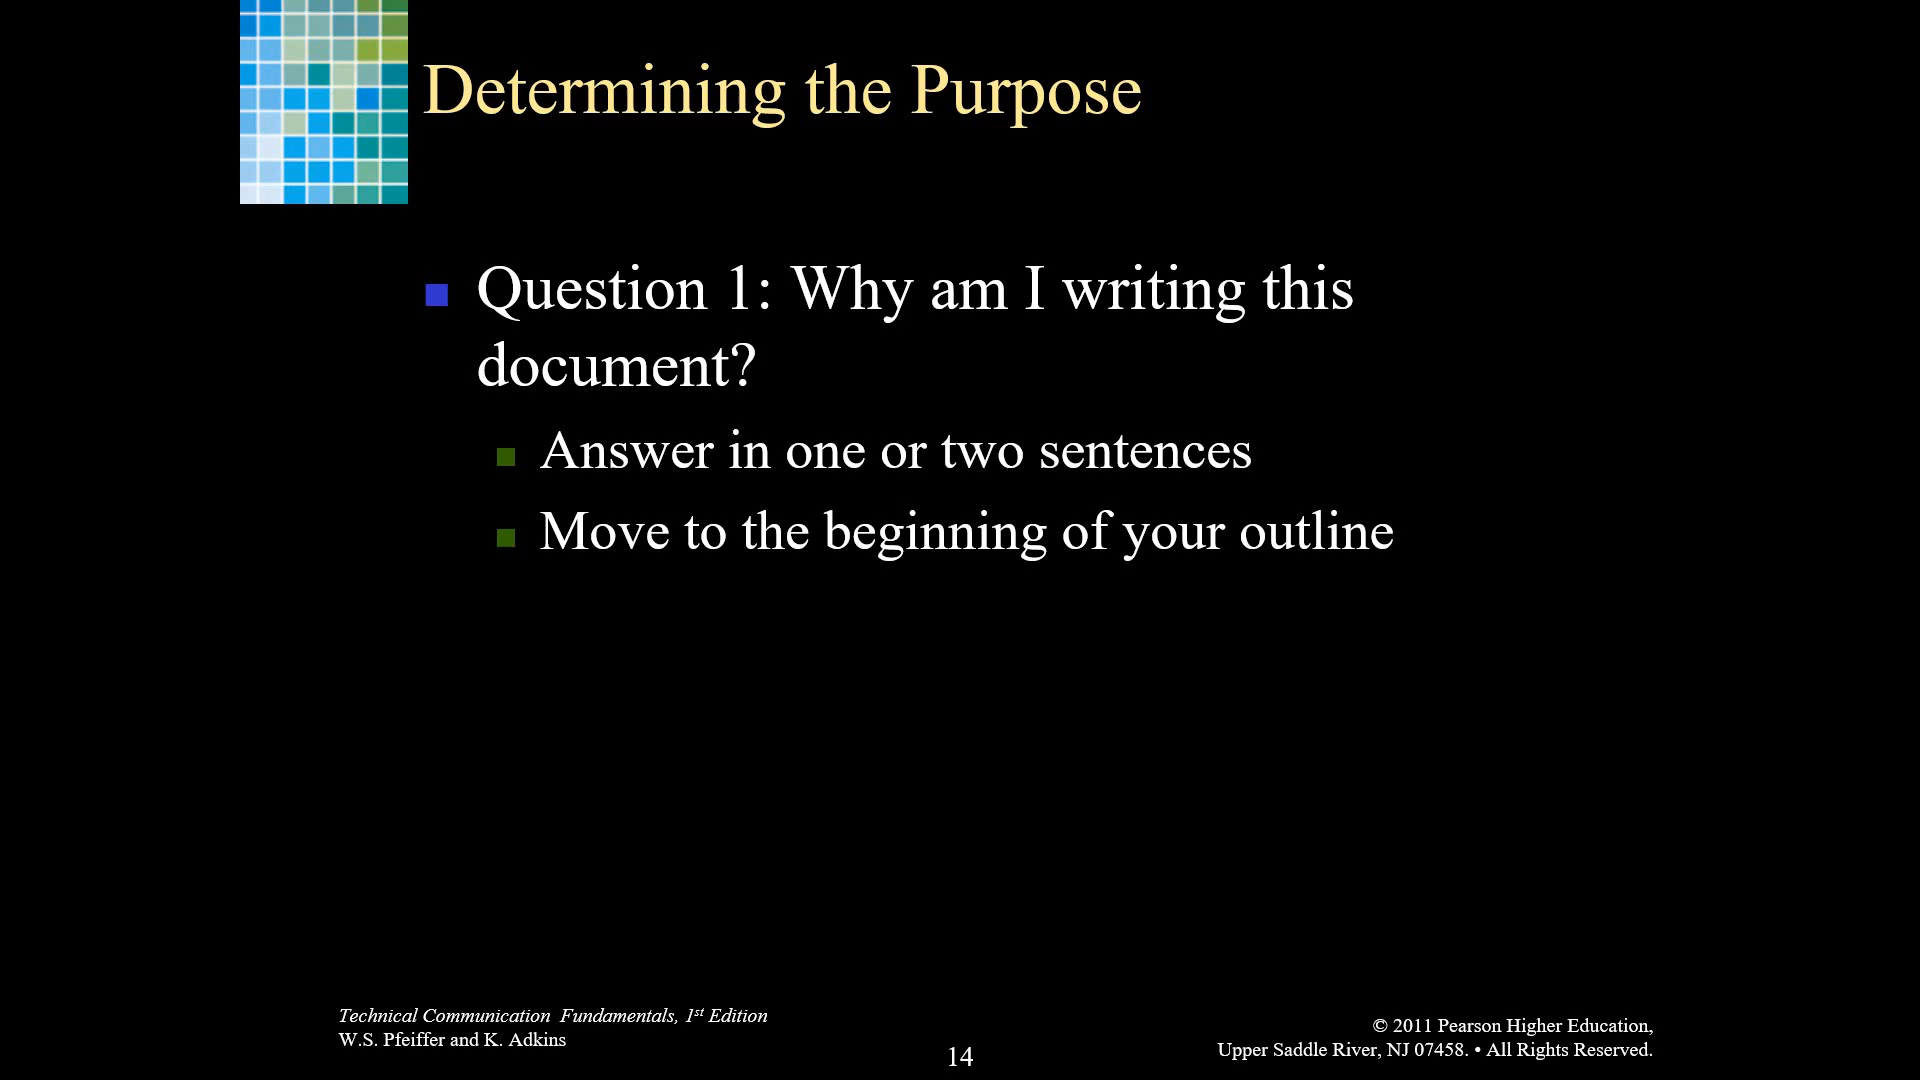 Determining the Purpose
Question 1: Why am I writing this
document?
Answer in one or two sentences
Move to the beginning of your outline
Technical Communication  Fundamentals, 1st Edition
W.S. Pfeiffer and K. Adkins
14
© 2011 Pearson Higher Education,
Upper Saddle River, NJ 07458. • All Rights Reserved.